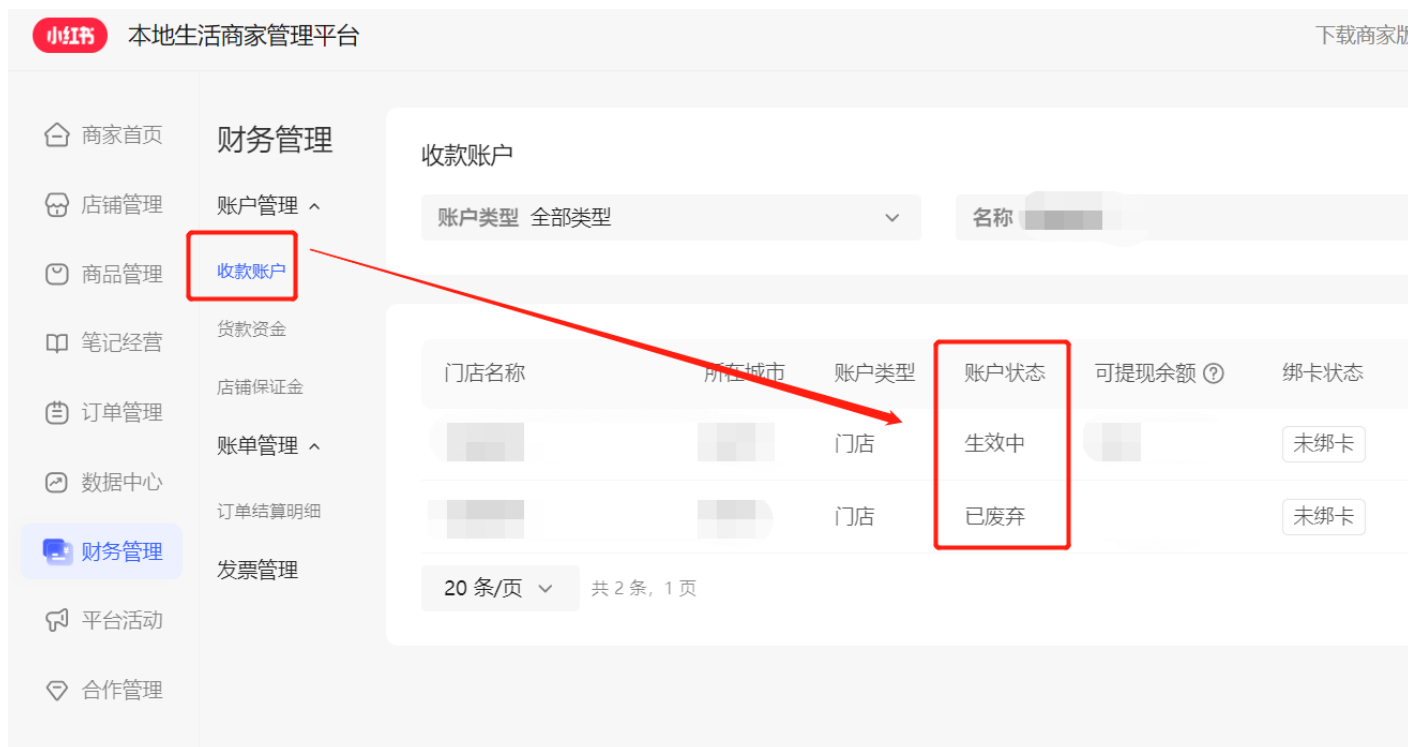 小红书 本地生活商家管理平台 下载商家版
商家首页
店铺管理
商品管理
笔记经营
订单管理
数据中心
财务管理
平台活动
合作管理
财务管理
账户管理
收款账户
货款资金
店铺保证金
账单管理
订单结算明细
发票管理
收款账户
账户类型 全部类型 名称
门店名称 所在城市 账户类型 账户状态 可提现余额 绑卡状态
门店 生效中 未绑卡
门店 已废弃 未绑卡
20 条/页 共 2 条, 1 页